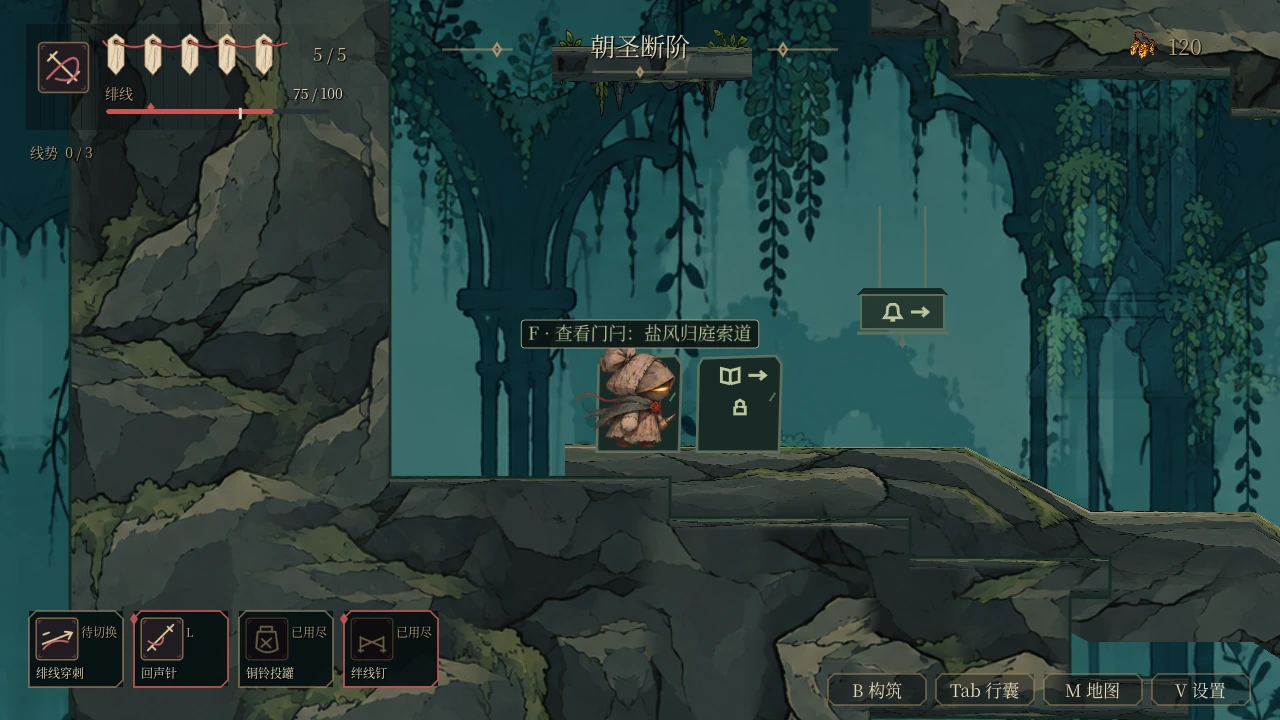 朝圣断阶
5 / 5
120
绯线
75 / 100
线势 0 / 3
F · 查看门闩：盐风归庭索道
待切换
绯线穿刺
L
回声针
已用尽
铜铃投罐
已用尽
绊线钉
B 构筑
Tab 行囊
M 地图
V 设置